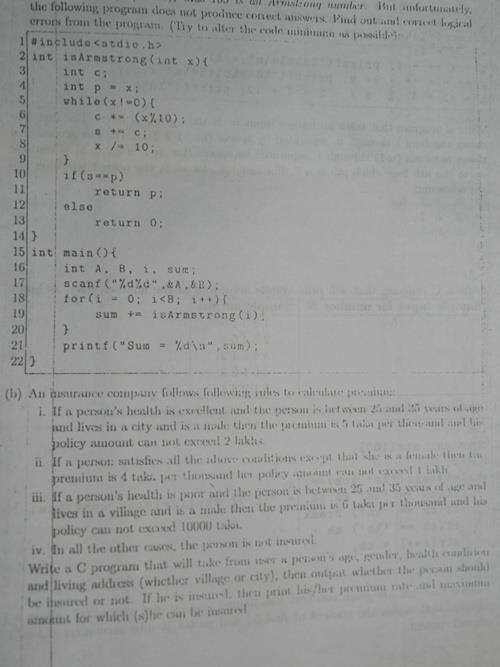 153 is an Armstrong number. But unfortunately,
the following program does not produce correct answers. Find out and correct logical
errors from the program. (Try to alter the code minimum as possible):
1 #include<stdio.h>
2 int isArmstrong(int x){
3 int c;
4 int p = x;
5 while(x!=0){
6 c *= (x%10);
7 s += c;
8 x /= 10;
9 }
10 if(s==p)
11 return p;
12 else
13 return 0;
14 }
15 int main(){
16 int A, B, i, sum;
17 scanf("%d%d",&A,&B);
18 for(i = 0; i<B; i++){
19 sum += isArmstrong(i);
20 }
21 printf("Sum = %d\n",sum);
22 }
(b) An insurance company follows following rules to calculate premium:
i. If a person's health is excellent and the person is between 25 and 35 years of age
and lives in a city and is a male then the premium is 5 taka per thousand and his
policy amount can not exceed 2 lakhs.
ii. If a person satisfies all the above conditions except that she is a female then the
premium is 4 taka per thousand her policy amount can not exceed 1 lakh
iii. If a person's health is poor and the person is between 25 and 35 years of age and
lives in a village and is a male then the premium is 6 taka per thousand and his
policy can not exceed 10000 taka.
iv. In all the other cases, the person is not insured.
Write a C program that will take from user a person's age, gender, health condition
and living address (whether village or city), then output whether the person should
be insured or not. If he is insured, then print his/her premium rate and maximum
amount for which (s)he can be insured